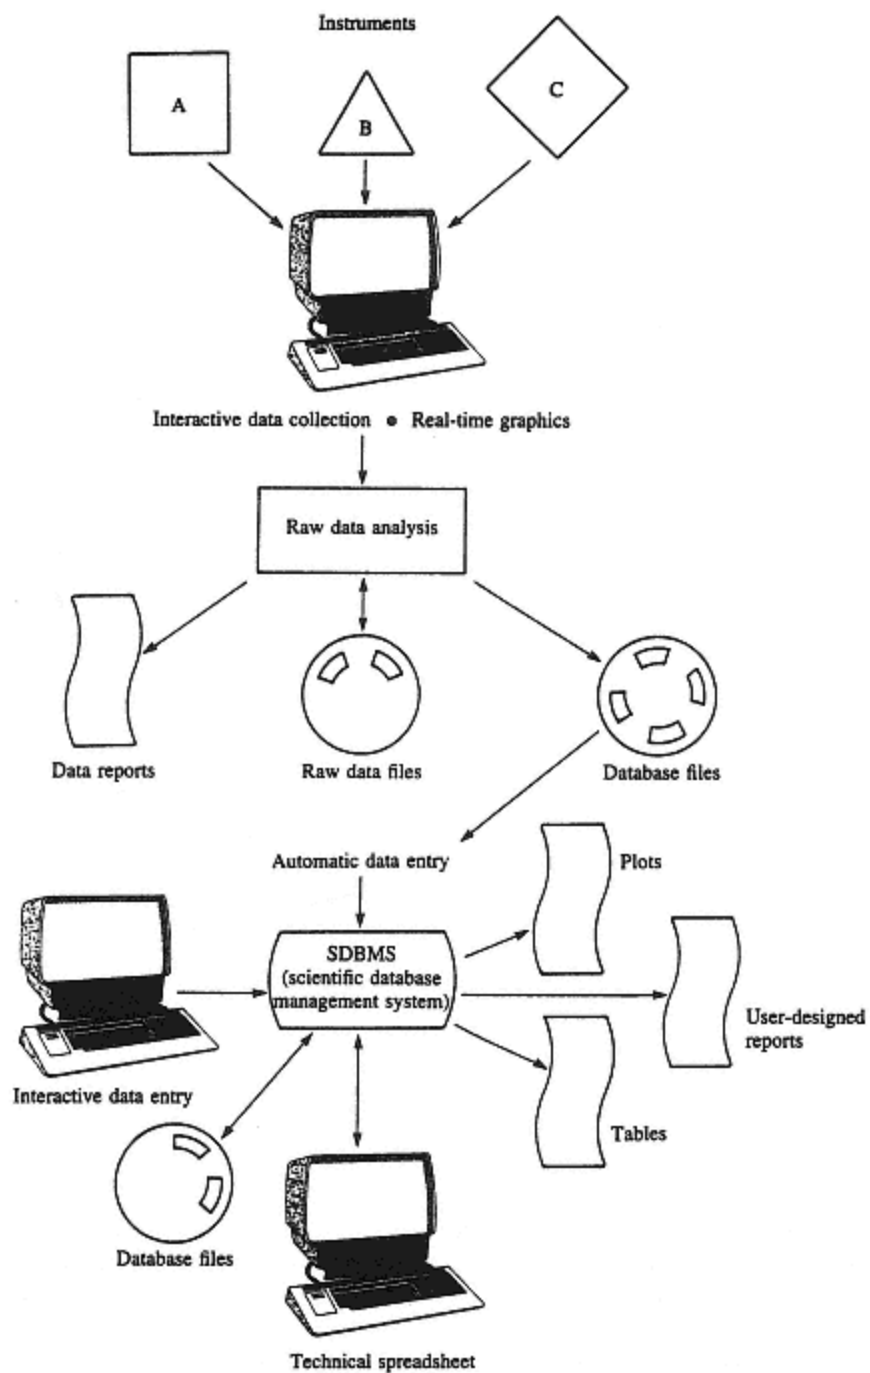 Instruments
A
B
C
Interactive data collection ● Real-time graphics
Raw data analysis
Data reports
Raw data files
Database files
Automatic data entry
Plots
SDBMS
(scientific database
management system)
User-designed
reports
Interactive data entry
Tables
Database files
Technical spreadsheet